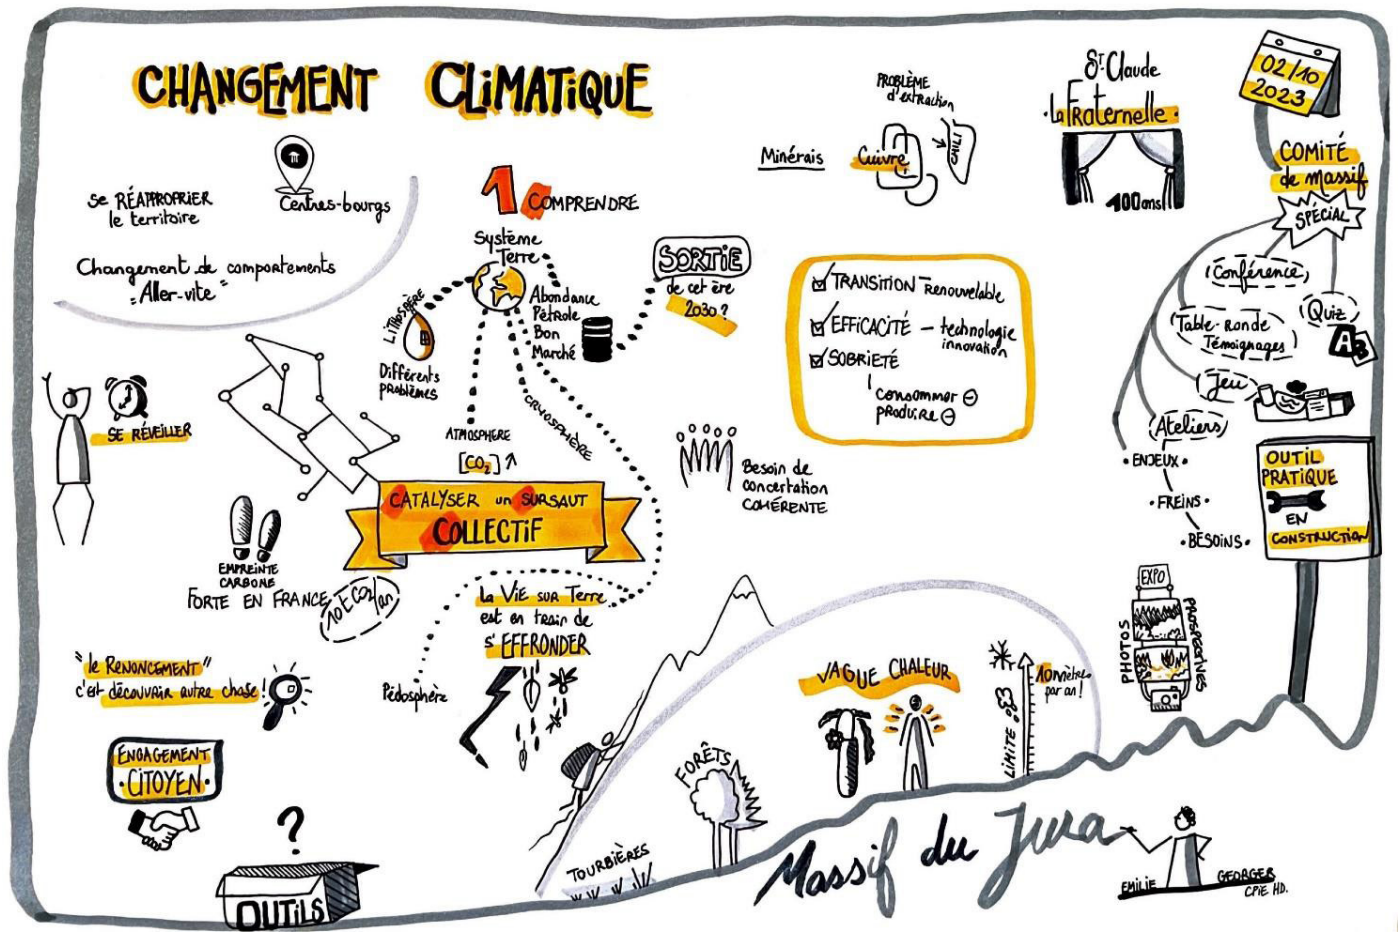 CHANGEMENT CLIMATIQUE
Se RÉAPPROPRIER
le territoire
Centres-bourgs
Changement de comportements
"Aller-vite"
SE RÉVEILLER
1 COMPRENDRE
Système
Terre
LITHOSPHÈRE
Différents
problèmes
Abondance
Pétrole
Bon
Marché
SORTIE
de cet ère
2030 ?
ATMOSPHERE
[CO2] ↑
CRYOSPHÈRE
CATALYSER un SURSAUT
COLLECTIF
EMPREINTE
CARBONE
FORTE EN FRANCE
10 t CO2/an
"le RENONCEMENT"
c'est découvrir autre chose !
ENGAGEMENT
CITOYEN
?
OUTILS
la ViE SUR Terre
est en train de
s'EFFRONDER
Pédosphère
Minérais
PROBLÈME
d'extraction
Cuivre
CHILI
St Claude
La Fraternelle
100 ans
TRANSITION Renouvelable
EFFICACITÉ - technologie
innovation
SOBRIETÉ
consommer ⊖
produire ⊖
Besoin de
concertation
COHÉRENTE
02/10
2023
COMITÉ
de massif
SPÉCIAL
Conférence
Quiz
A B
Table-Ronde
Témoignages
Jeu
Ateliers
• ENJEUX •
• FREINS •
• BESOINS •
OUTIL
PRATIQUE
EN
CONSTRUCTION
EXPO
PHOTOS
PROSPECTIVES
VAGUE CHALEUR
LIMITE
10 mètres
par an !
FORÊTS
TOURBIÈRES
Massif du Jura
EMILIE GEORGER
CPIE HD.